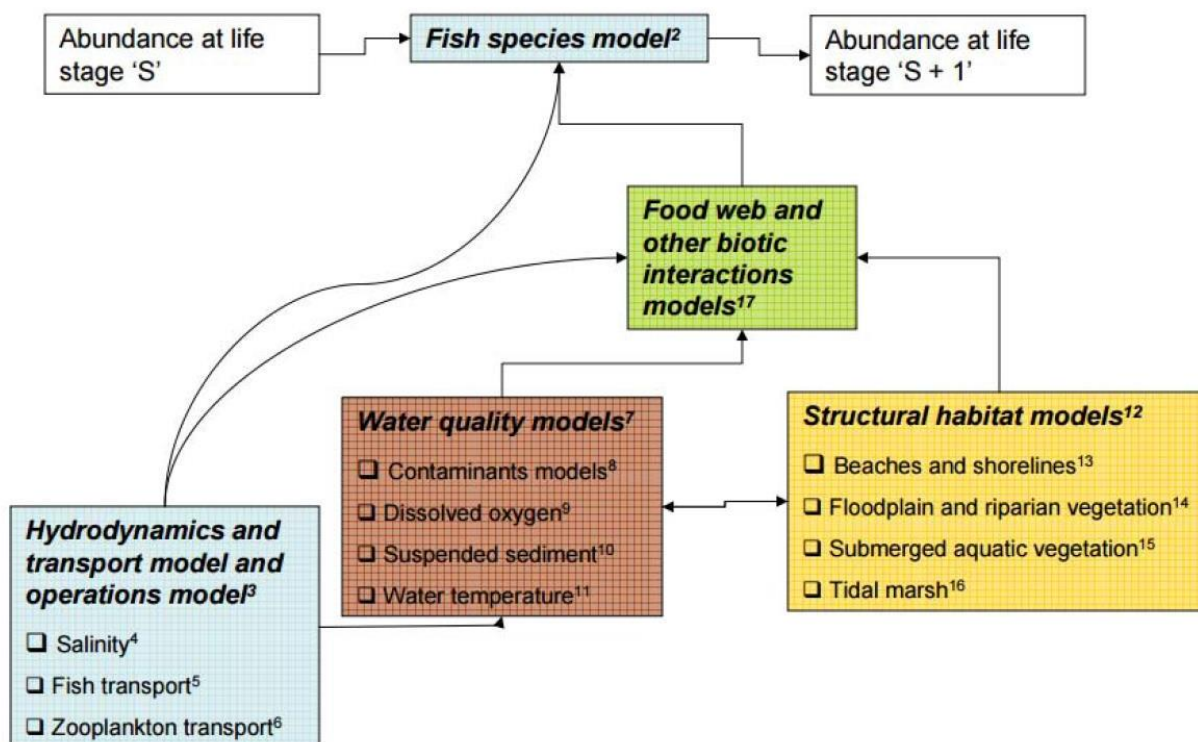 Abundance at life
stage ‘S’
Fish species model²
Abundance at life
stage ‘S + 1’
Food web and
other biotic
interactions
models¹⁷
Water quality models⁷
❑ Contaminants models⁸
❑ Dissolved oxygen⁹
❑ Suspended sediment¹⁰
❑ Water temperature¹¹
Structural habitat models¹²
❑ Beaches and shorelines¹³
❑ Floodplain and riparian vegetation¹⁴
❑ Submerged aquatic vegetation¹⁵
❑ Tidal marsh¹⁶
Hydrodynamics and
transport model and
operations model³
❑ Salinity⁴
❑ Fish transport⁵
❑ Zooplankton transport⁶